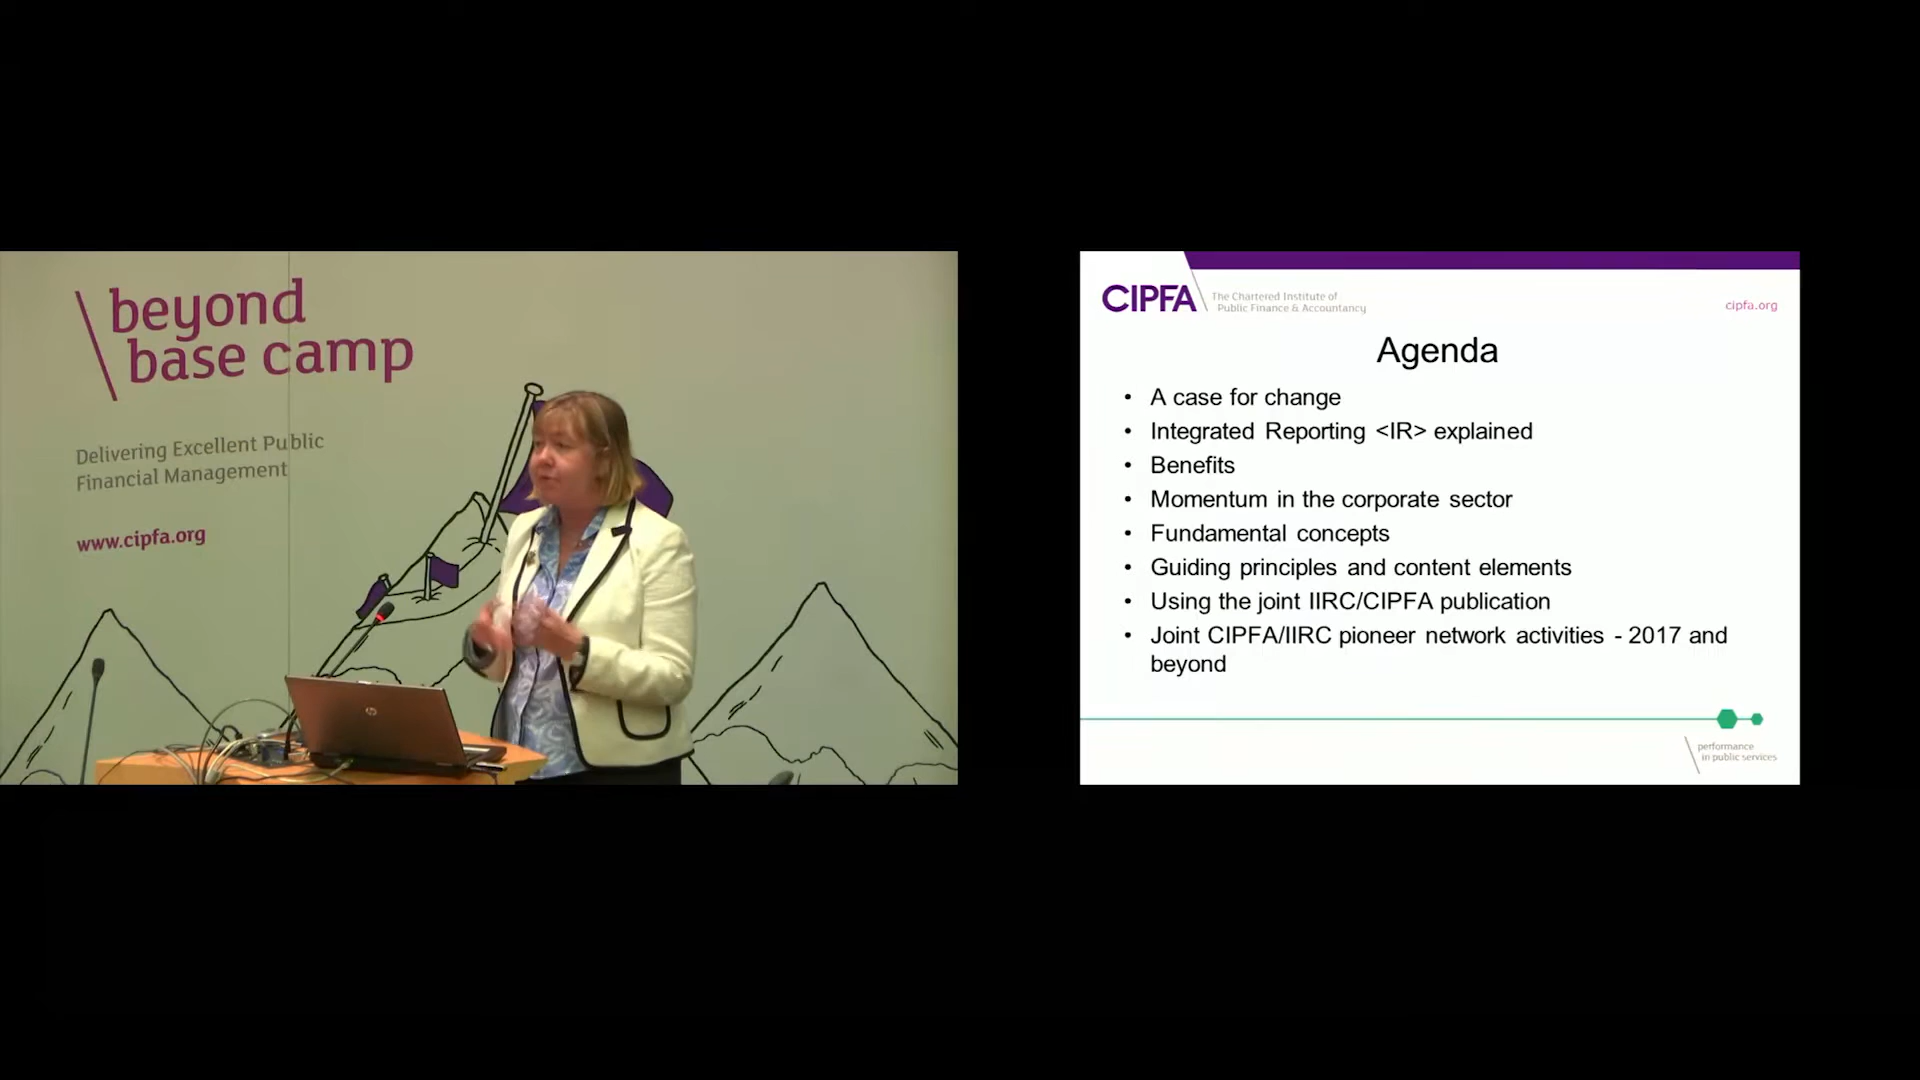 beyond
base camp
Delivering Excellent Public
Financial Management
www.cipfa.org
hp
CIPFA
The Chartered Institute of
Public Finance & Accountancy
cipfa.org
Agenda
• A case for change
• Integrated Reporting <IR> explained
• Benefits
• Momentum in the corporate sector
• Fundamental concepts
• Guiding principles and content elements
• Using the joint IIRC/CIPFA publication
• Joint CIPFA/IIRC pioneer network activities - 2017 and
beyond
performance
in public services